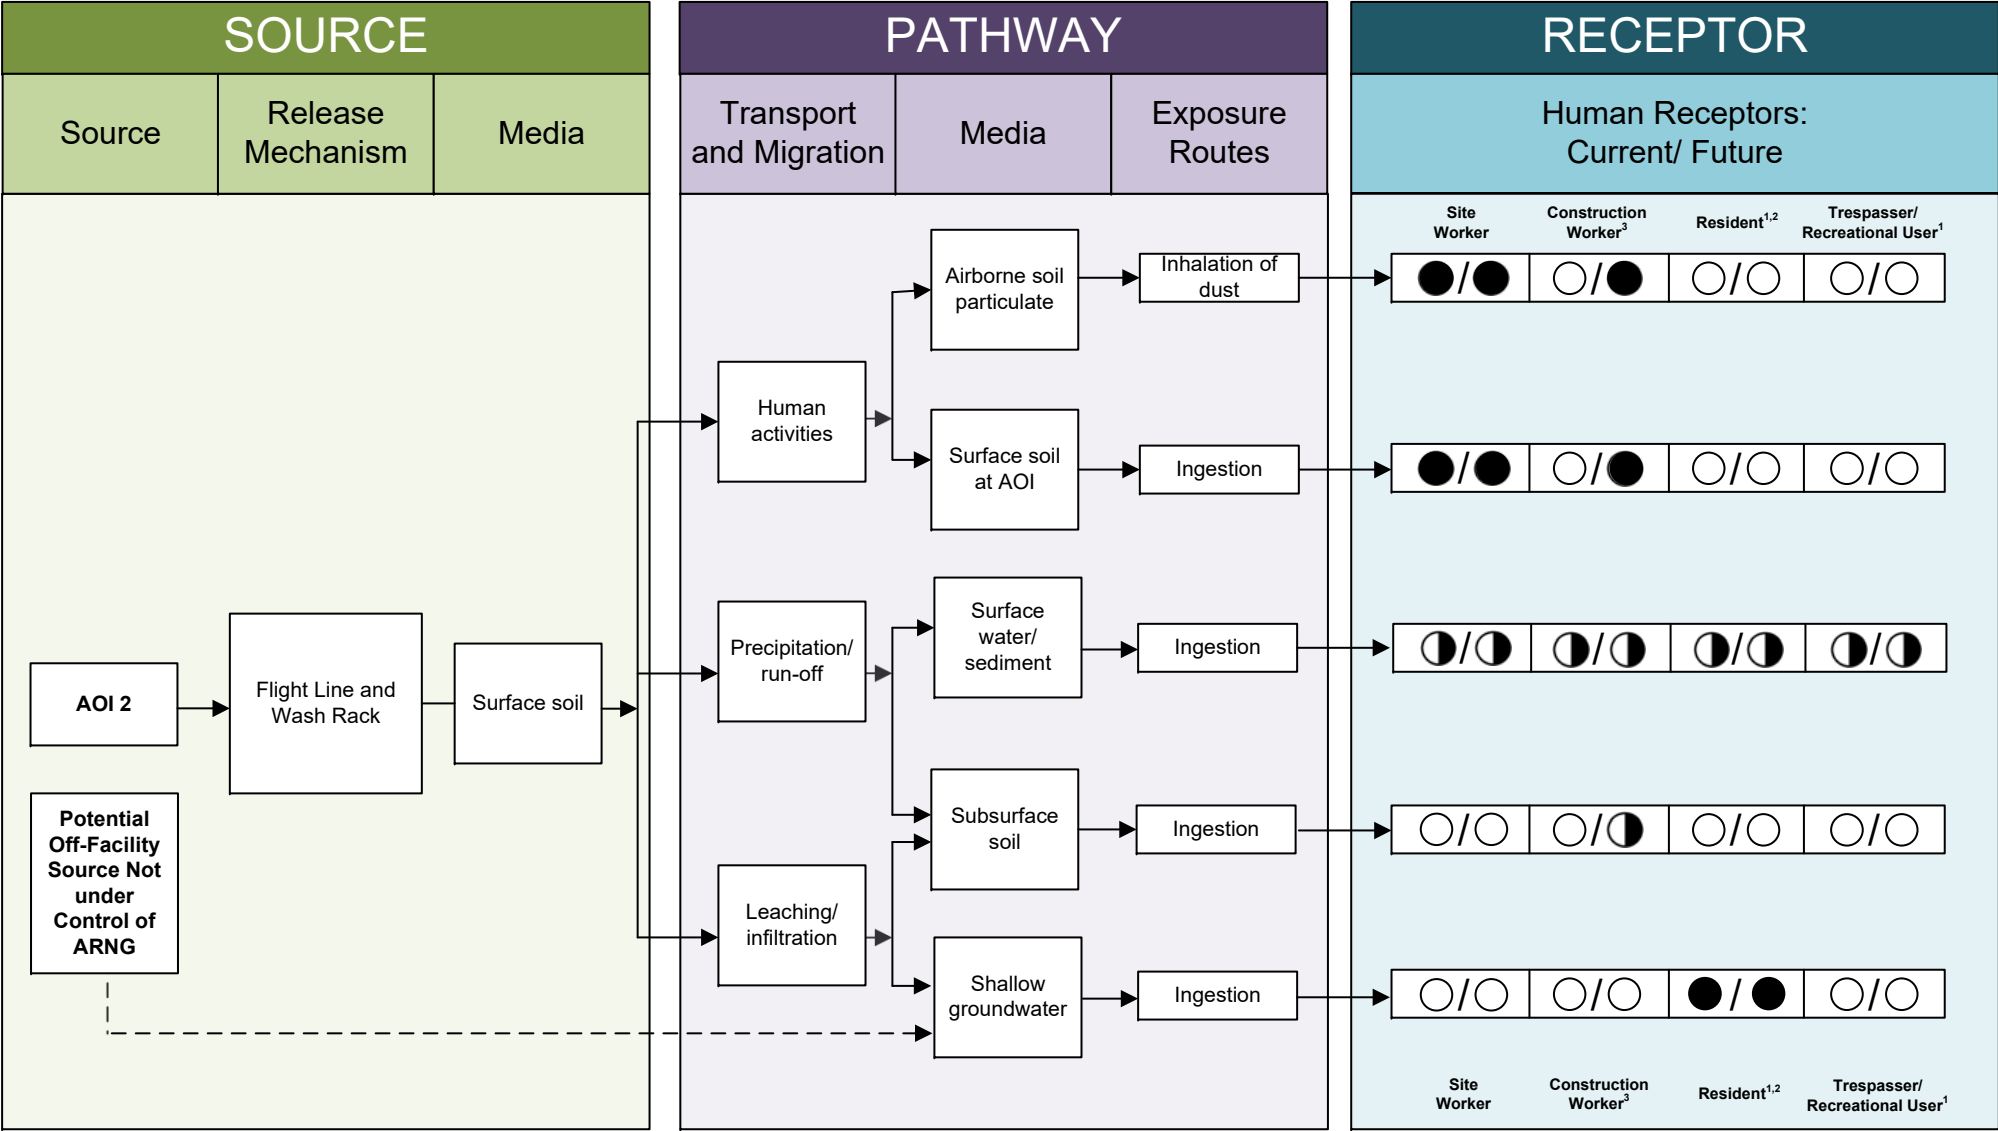 SOURCE
PATHWAY
RECEPTOR
Source
Release
Mechanism
Media
Transport
and Migration
Media
Exposure
Routes
Human Receptors:
Current/ Future
Site
Worker
Construction
Worker3
Resident1,2
Trespasser/
Recreational User1
Airborne soil
particulate
Inhalation of
dust
/
/
/
/
Human
activities
Surface soil
at AOI
Ingestion
/
/
/
/
Precipitation/
run-off
Surface
water/
sediment
Ingestion
/
/
/
/
AOI 2
Flight Line and
Wash Rack
Surface soil
Potential
Off-Facility
Source Not
under
Control of
ARNG
Subsurface
soil
Ingestion
/
/
/
/
Leaching/
infiltration
Shallow
groundwater
Ingestion
/
/
/
/
Site
Worker
Construction
Worker3
Resident1,2
Trespasser/
Recreational User1